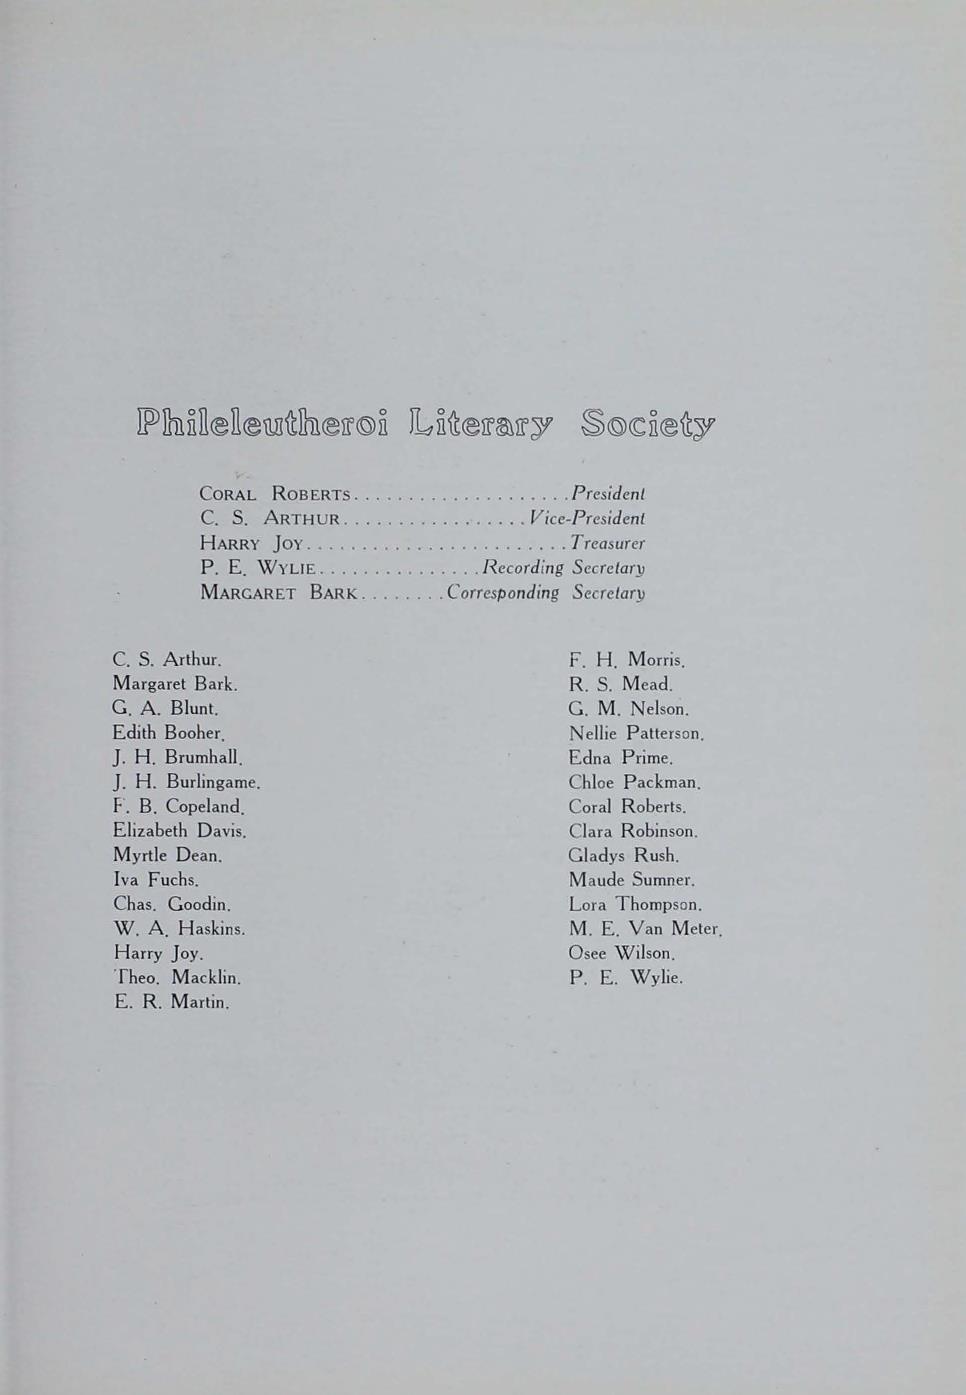 Phileleutheroi Literary Society
CORAL ROBERTS....................President
C. S. ARTHUR.................Vice-President
HARRY JOY........................Treasurer
P. E. WYLIE...............Recording Secretary
MARGARET BARK........Corresponding Secretary
C. S. Arthur.
Margaret Bark.
G. A. Blunt.
Edith Booher.
J. H. Brumhall.
J. H. Burlingame.
F. B. Copeland.
Elizabeth Davis.
Myrtle Dean.
Iva Fuchs.
Chas. Goodin.
W. A. Haskins.
Harry Joy.
Theo. Macklin.
E. R. Martin.
F. H. Morris.
R. S. Mead.
G. M. Nelson.
Nellie Patterson.
Edna Prime.
Chloe Packman.
Coral Roberts.
Clara Robinson.
Gladys Rush.
Maude Sumner.
Lora Thompson.
M. E. Van Meter.
Osee Wilson.
P. E. Wylie.